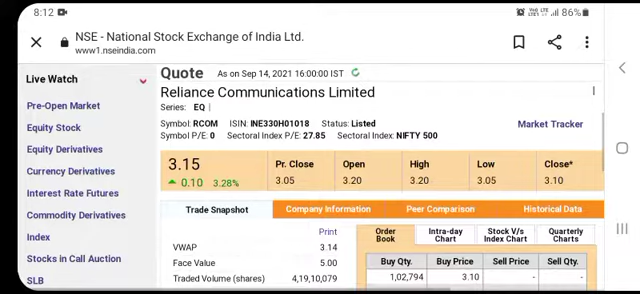 8:12 86%
NSE - National Stock Exchange of India Ltd.
www1.nseindia.com
Live Watch
Pre-Open Market
Equity Stock
Equity Derivatives
Currency Derivatives
Interest Rate Futures
Commodity Derivatives
Index
Stocks in Call Auction
SLB
Quote As on Sep 14, 2021 16:00:00 IST
Reliance Communications Limited
Series: EQ
Symbol: RCOM ISIN: INE330H01018 Status: Listed Market Tracker
Symbol P/E: 0 Sectoral Index P/E: 27.85 Sectoral Index: NIFTY 500
3.15 Pr. Close Open High Low Close*
0.10 3.28% 3.05 3.20 3.20 3.05 3.10
Trade Snapshot Company Information Peer Comparison Historical Data
Print
VWAP 3.14
Face Value 5.00
Traded Volume (shares) 4,19,10,079
Order Book Intra-day Chart Stock V/s Index Chart Quarterly Charts
Buy Qty. Buy Price Sell Price Sell Qty.
1,02,794 3.10 - -